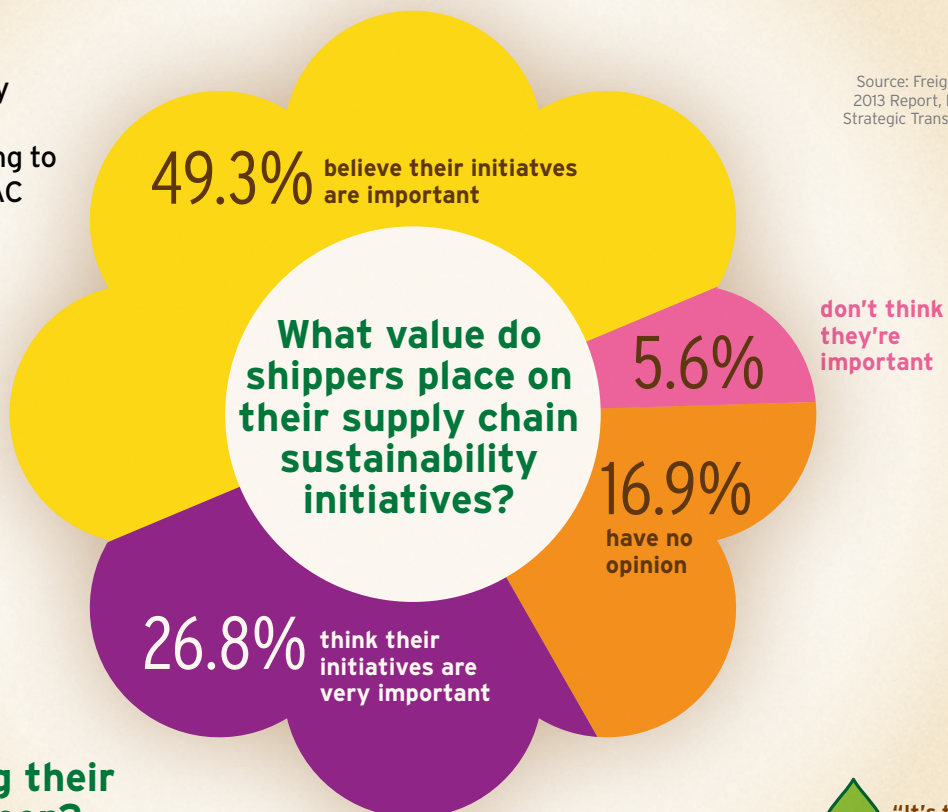 ng to
Source: Freig
2013 Report,
Strategic Trans
49.3%
believe their initiatves
are important
What value do
shippers place on
their supply chain
sustainability
initiatives?
5.6%
don't think
they're
important
16.9%
have no
opinion
26.8%
think their
initiatives are
very important
g their
"It's